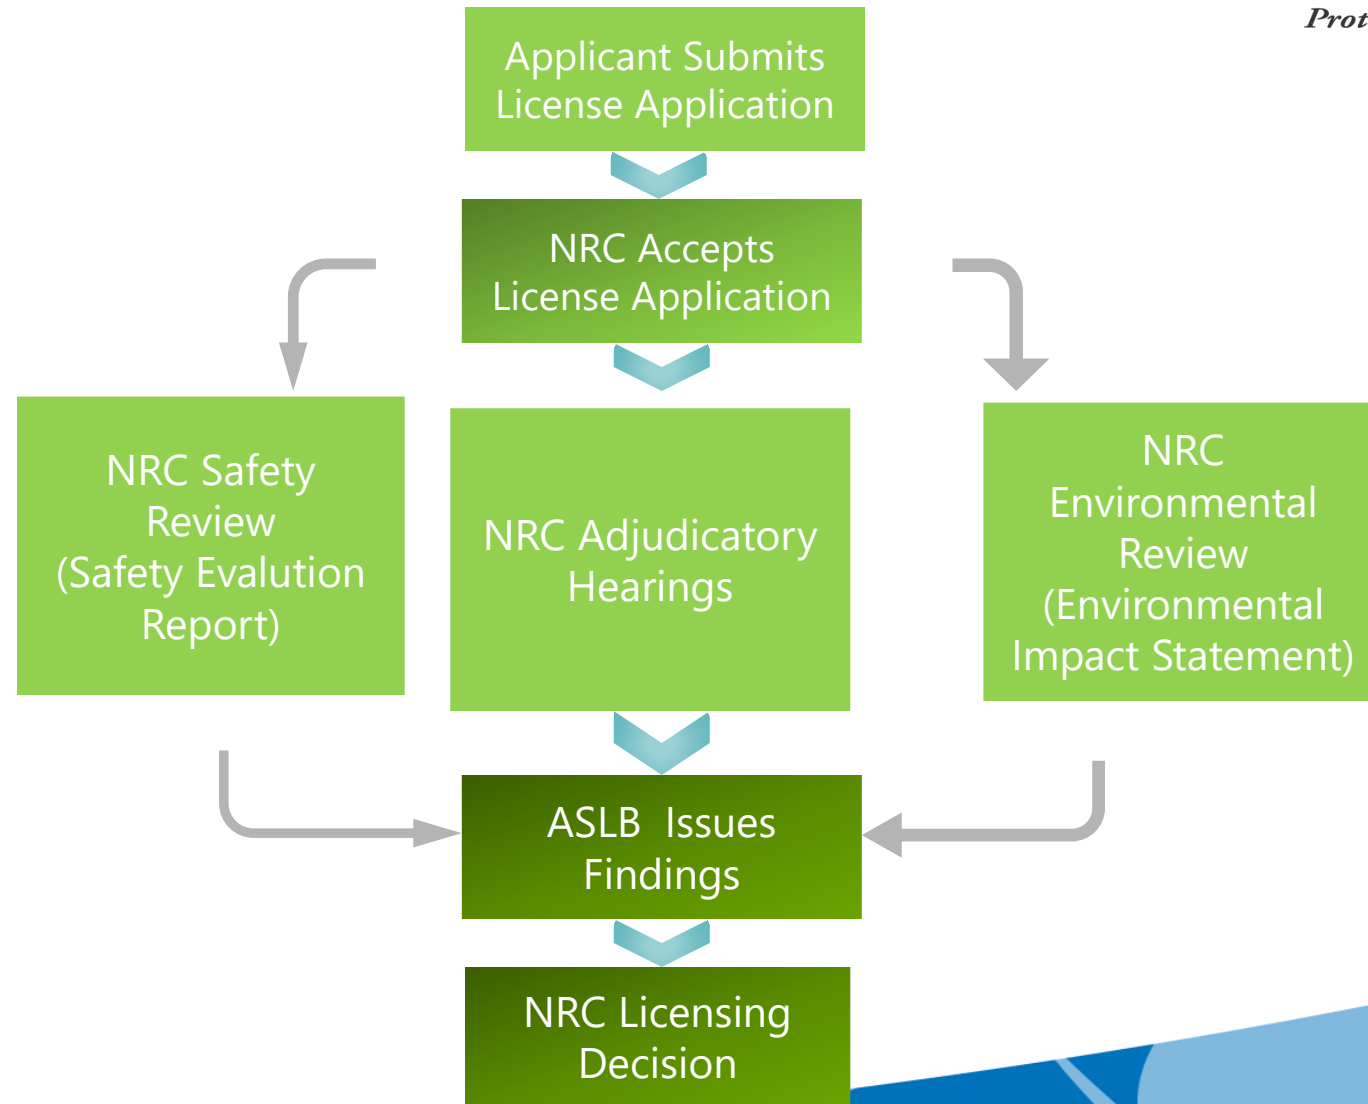 Prot
Applicant Submits
License Application
NRC Accepts
License Application
NRC Safety
Review
(Safety Evalution
Report)
NRC Adjudicatory
Hearings
NRC
Environmental
Review
(Environmental
Impact Statement)
ASLB Issues
Findings
NRC Licensing
Decision